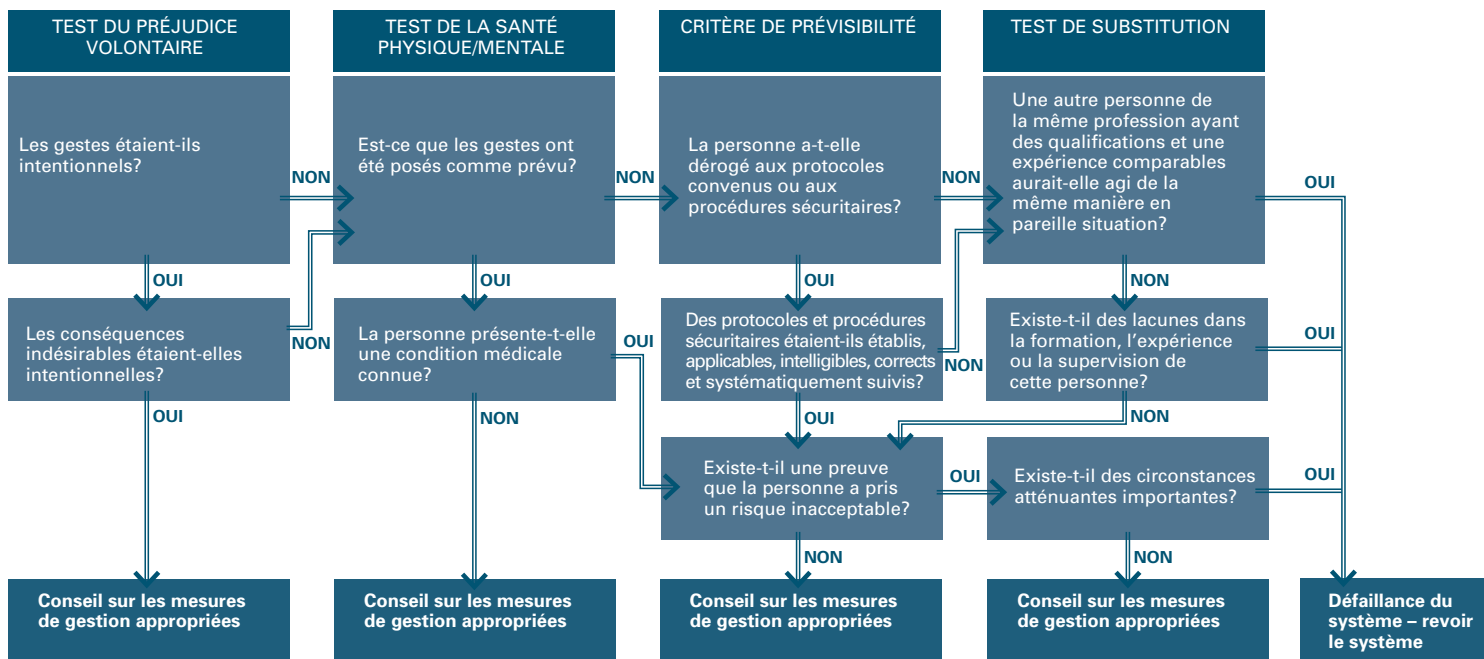 TEST DU PRÉJUDICE
VOLONTAIRE
TEST DE LA SANTÉ
PHYSIQUE/MENTALE
CRITÈRE DE PRÉVISIBILITÉ
TEST DE SUBSTITUTION
Les gestes étaient-ils
intentionnels?
NON
Est-ce que les gestes ont
été posés comme prévu?
NON
La personne a-t-elle
dérogé aux protocoles
convenus ou aux
procédures sécuritaires?
NON
Une autre personne de
la même profession ayant
des qualifications et une
expérience comparables
aurait-elle agi de la
même manière en
pareille situation?
OUI
OUI
OUI
OUI
NON
Les conséquences
indésirables étaient-elles
intentionnelles?
NON
La personne présente-t-elle
une condition médicale
connue?
OUI
Des protocoles et procédures
sécuritaires étaient-ils établis,
applicables, intelligibles, corrects
et systématiquement suivis?
NON
Existe-t-il des lacunes dans
la formation, l’expérience
ou la supervision de
cette personne?
OUI
OUI
NON
OUI
NON
Existe-t-il une preuve
que la personne a pris
un risque inacceptable?
OUI
Existe-t-il des circonstances
atténuantes importantes?
OUI
NON
NON
Conseil sur les mesures
de gestion appropriées
Conseil sur les mesures
de gestion appropriées
Conseil sur les mesures
de gestion appropriées
Conseil sur les mesures
de gestion appropriées
Défaillance du
système – revoir
le système